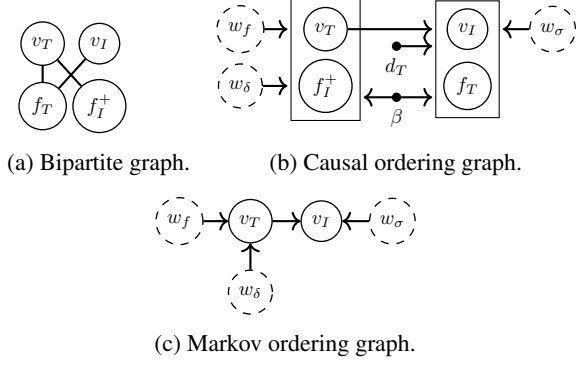 v_T v_I
f_T f_I^+
(a) Bipartite graph.
w_f v_T v_I w_σ
d_T
w_δ f_I^+ f_T
β
(b) Causal ordering graph.
w_f v_T v_I w_σ
w_δ
(c) Markov ordering graph.